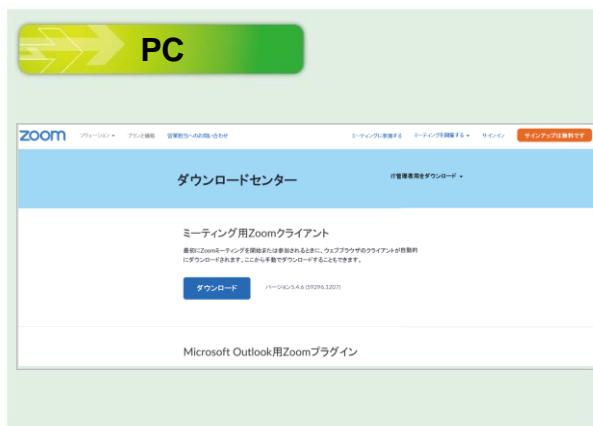 PC
zoom ソリューション プランと価格 営業担当へのお問い合わせ ミーティングに参加する ミーティングを開催する サインイン サインアップは無料です
ダウンロードセンター IT管理者用をダウンロード
ミーティング用Zoomクライアント
最初にZoomミーティングを開始または参加されるときに、ウェブブラウザのクライアントが自動的
にダウンロードされます。ここから手動でダウンロードすることもできます。
ダウンロード バージョン5.4.6 (59296.1207)
Microsoft Outlook用Zoomプラグイン